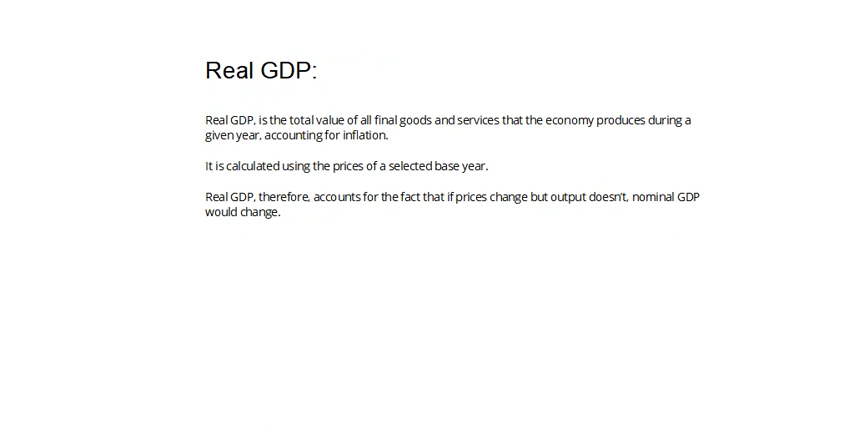 Real GDP:
Real GDP, is the total value of all final goods and services that the economy produces during a
given year, accounting for inflation.
It is calculated using the prices of a selected base year.
Real GDP, therefore, accounts for the fact that if prices change but output doesn't, nominal GDP
would change.